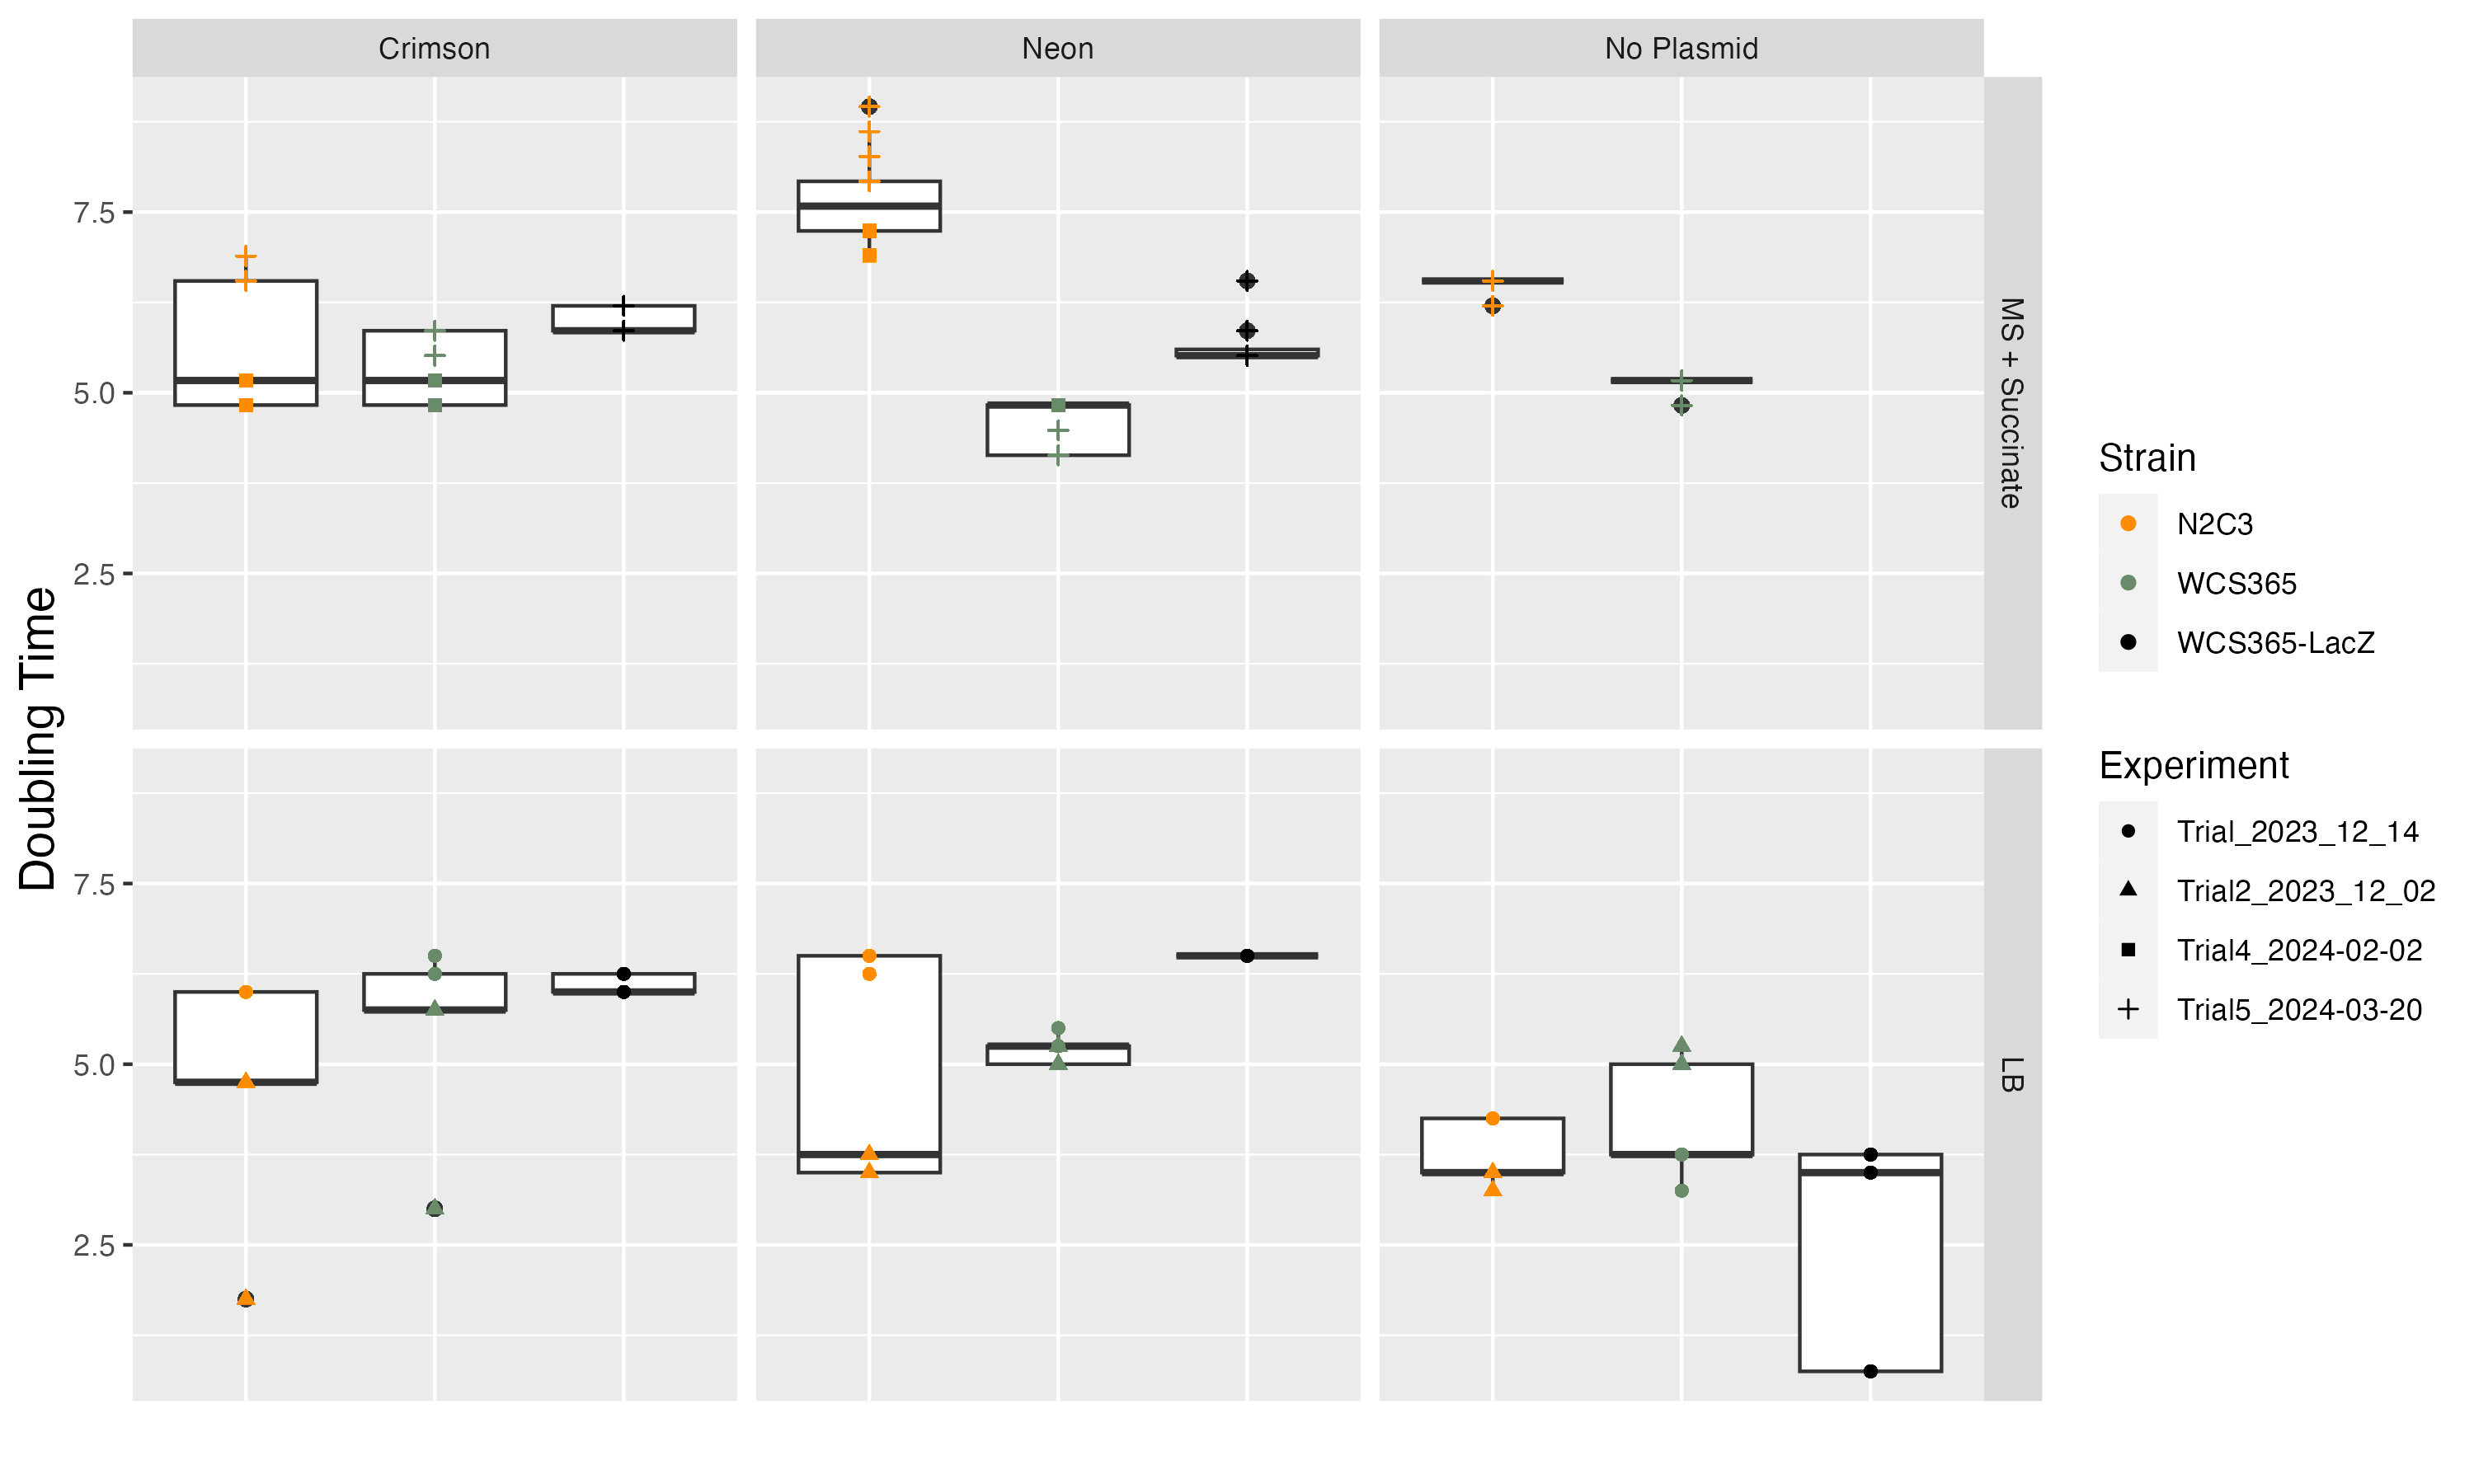 Crimson
Neon
No Plasmid
Doubling Time
7.5
5.0
2.5
MS + Succinate
7.5
5.0
2.5
LB
Strain
N2C3
WCS365
WCS365-LacZ
Experiment
Trial_2023_12_14
Trial2_2023_12_02
Trial4_2024-02-02
Trial5_2024-03-20